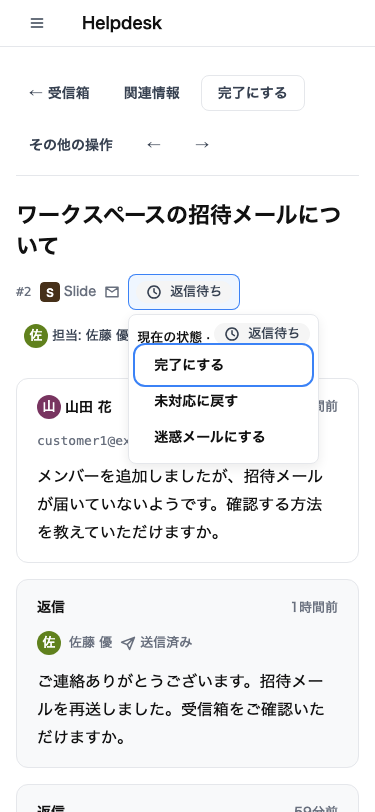 Helpdesk
← 受信箱
関連情報
完了にする
その他の操作
←
→
ワークスペースの招待メールにつ
いて
#2
S Slide
返信待ち
佐 担当: 佐藤 優
現在の状態 · 返信待ち
完了にする
未対応に戻す
迷惑メールにする
山 山田 花
間前
customer1@ex
メンバーを追加しましたが、招待メール
が届いていないようです。確認する方法
を教えていただけますか。
返信
1時間前
佐 佐藤 優 送信済み
ご連絡ありがとうございます。招待メー
ルを再送しました。受信箱をご確認いた
だけますか。
返信
59分前